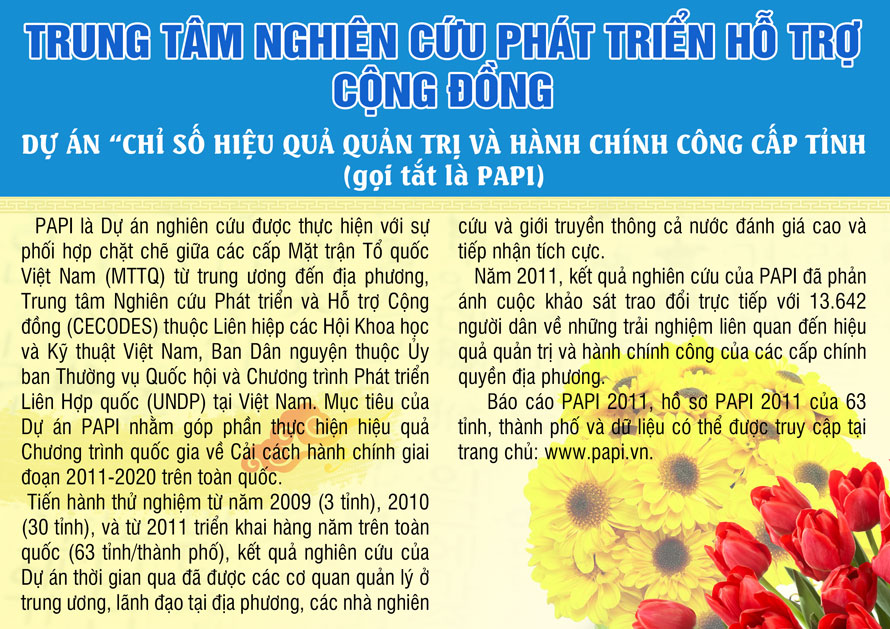 TRUNG TÂM NGHIÊN CỨU PHÁT TRIỂN HỖ TRỢ
CỘNG ĐỒNG
DỰ ÁN “CHỈ SỐ HIỆU QUẢ QUẢN TRỊ VÀ HÀNH CHÍNH CÔNG CẤP TỈNH
(gọi tắt là PAPI)
PAPI là Dự án nghiên cứu được thực hiện với sự
phối hợp chặt chẽ giữa các cấp Mặt trận Tổ quốc
Việt Nam (MTTQ) từ trung ương đến địa phương,
Trung tâm Nghiên cứu Phát triển và Hỗ trợ Cộng
đồng (CECODES) thuộc Liên hiệp các Hội Khoa học
và Kỹ thuật Việt Nam, Ban Dân nguyện thuộc Ủy
ban Thường vụ Quốc hội và Chương trình Phát triển
Liên Hợp quốc (UNDP) tại Việt Nam. Mục tiêu của
Dự án PAPI nhằm góp phần thực hiện hiệu quả
Chương trình quốc gia về Cải cách hành chính giai
đoạn 2011-2020 trên toàn quốc.
Tiến hành thử nghiệm từ năm 2009 (3 tỉnh), 2010
(30 tỉnh), và từ 2011 triển khai hàng năm trên toàn
quốc (63 tỉnh/thành phố), kết quả nghiên cứu của
Dự án thời gian qua đã được các cơ quan quản lý ở
trung ương, lãnh đạo tại địa phương, các nhà nghiên
cứu và giới truyền thông cả nước đánh giá cao và
tiếp nhận tích cực.
Năm 2011, kết quả nghiên cứu của PAPI đã phản
ánh cuộc khảo sát trao đổi trực tiếp với 13.642
người dân về những trải nghiệm liên quan đến hiệu
quả quản trị và hành chính công của các cấp chính
quyền địa phương.
Báo cáo PAPI 2011, hồ sơ PAPI 2011 của 63
tỉnh, thành phố và dữ liệu có thể được truy cập tại
trang chủ: www.papi.vn.